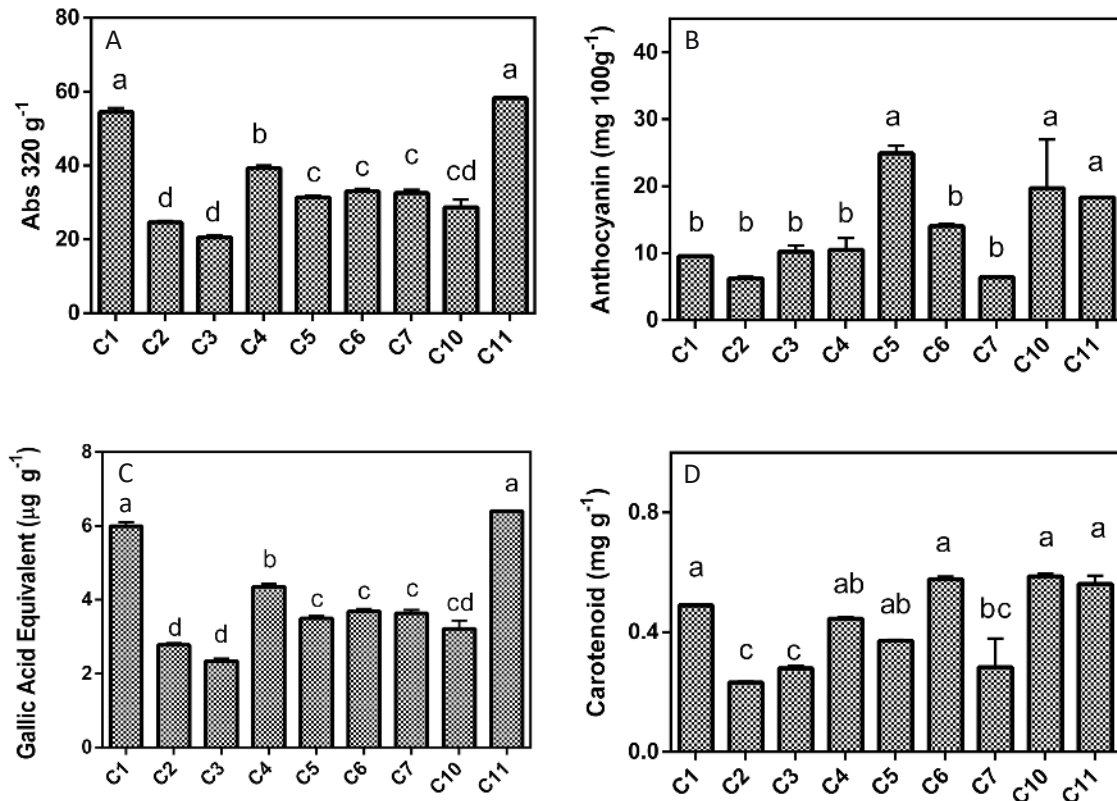 A
Abs 320 g-1
80
60
40
20
0
a
d
d
b
c
c
c
cd
a
C1 C2 C3 C4 C5 C6 C7 C10 C11
B
Anthocyanin (mg 100g-1)
40
30
20
10
0
b
b
b
b
a
b
b
a
a
C1 C2 C3 C4 C5 C6 C7 C10 C11
C
Gallic Acid Equivalent (µg g-1)
8
6
4
2
0
a
d
d
b
c
c
c
cd
a
C1 C2 C3 C4 C5 C6 C7 C10 C11
D
Carotenoid (mg g-1)
0.8
0.4
0.0
a
c
c
ab
ab
a
bc
a
a
C1 C2 C3 C4 C5 C6 C7 C10 C11